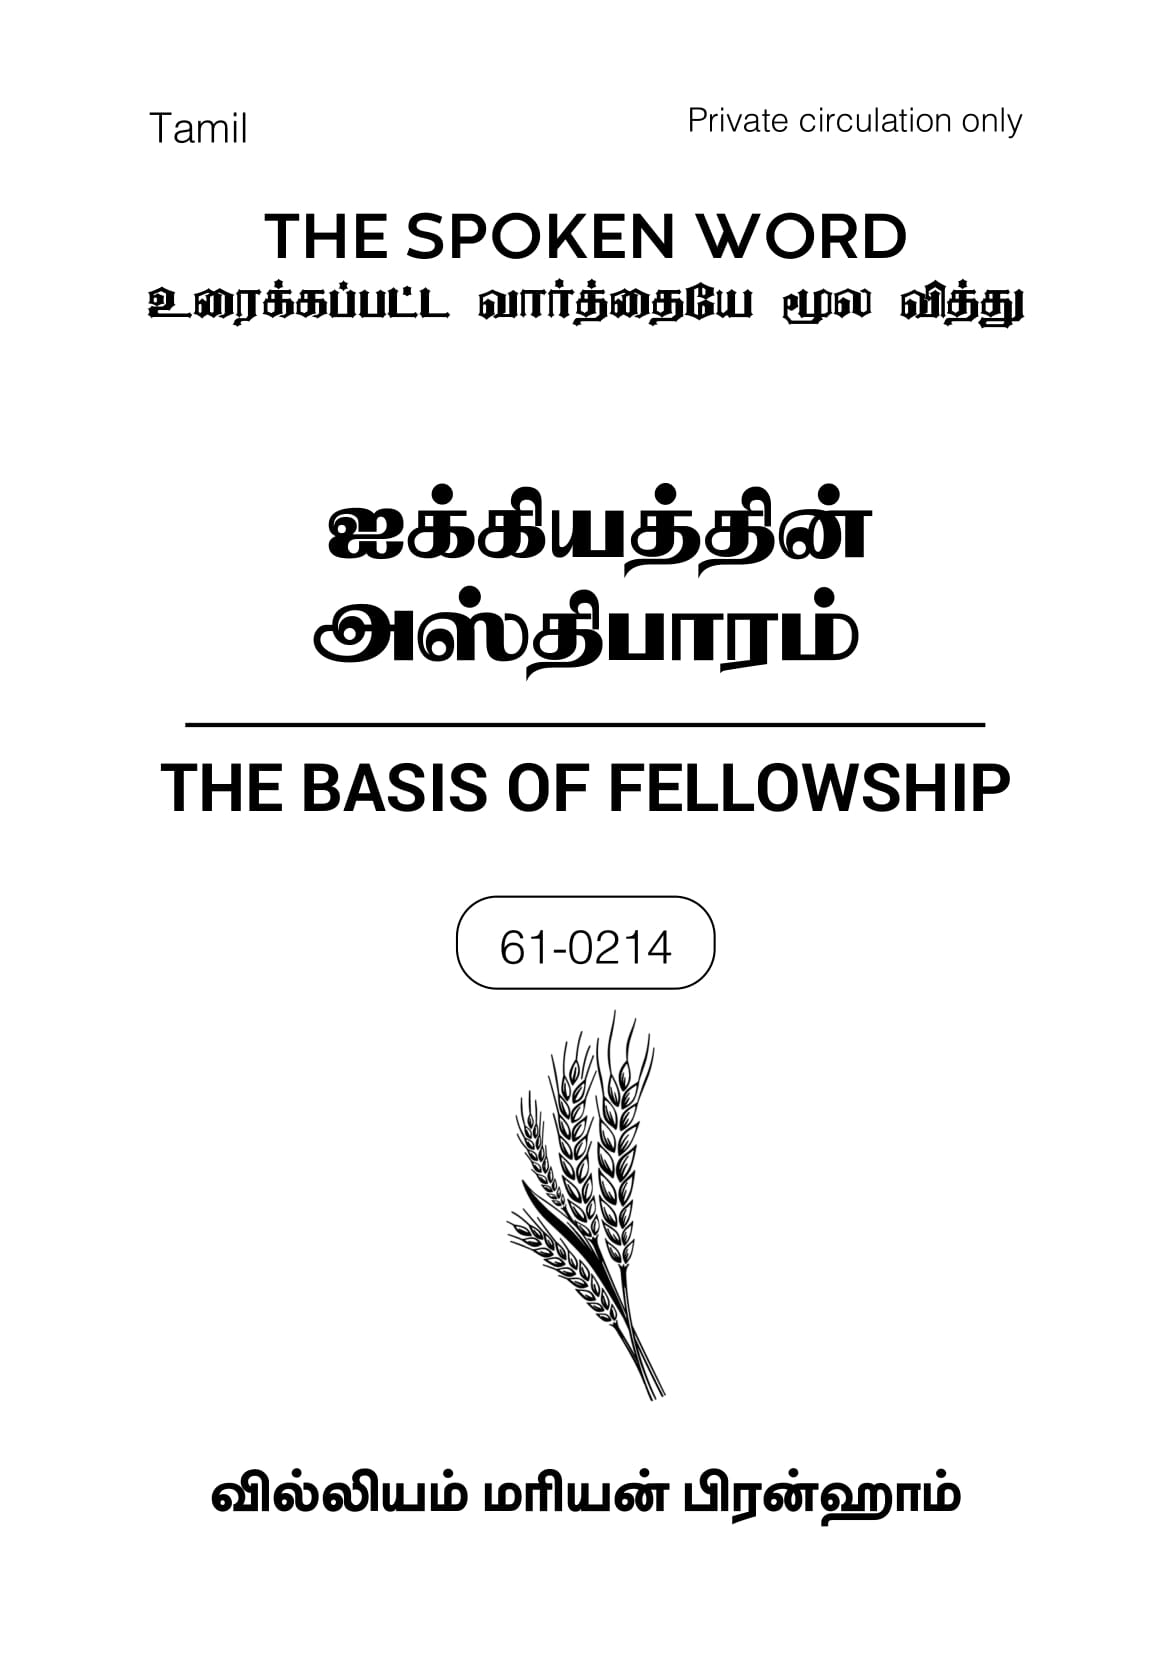 Tamil
Private circulation only
THE SPOKEN WORD
உரைக்கப்பட்ட வார்த்தையே மூல வித்து
ஐக்கியத்தின்
அஸ்திபாரம்
THE BASIS OF FELLOWSHIP
61-0214
வில்லியம் மரியன் பிரன்ஹாம்